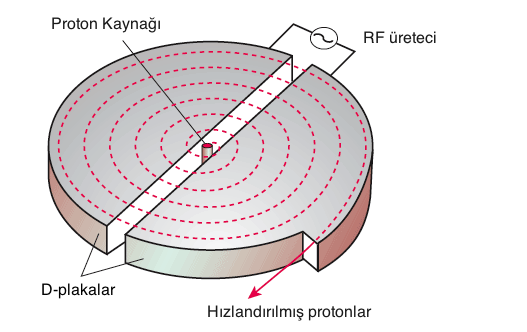 Proton Kaynağı
RF üreteci
D-plakalar
Hızlandırılmış protonlar